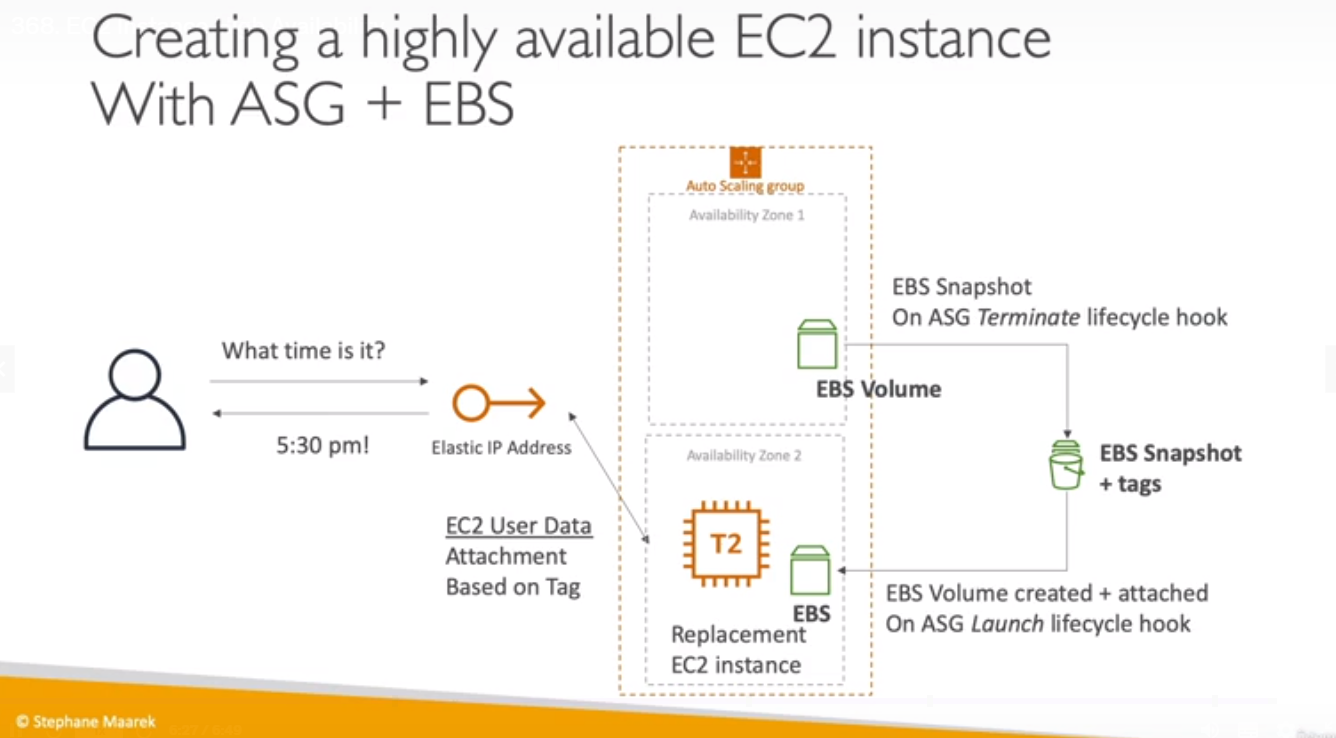 Creating a highly available EC2 instance
With ASG + EBS
Auto Scaling group
Availability Zone 1
EBS Snapshot
On ASG Terminate lifecycle hook
What time is it?
EBS Volume
5:30 pm!
Elastic IP Address
Availability Zone 2
EBS Snapshot
+ tags
EC2 User Data
Attachment
Based on Tag
T2
EBS
Replacement
EC2 instance
EBS Volume created + attached
On ASG Launch lifecycle hook
© Stephane Maarek